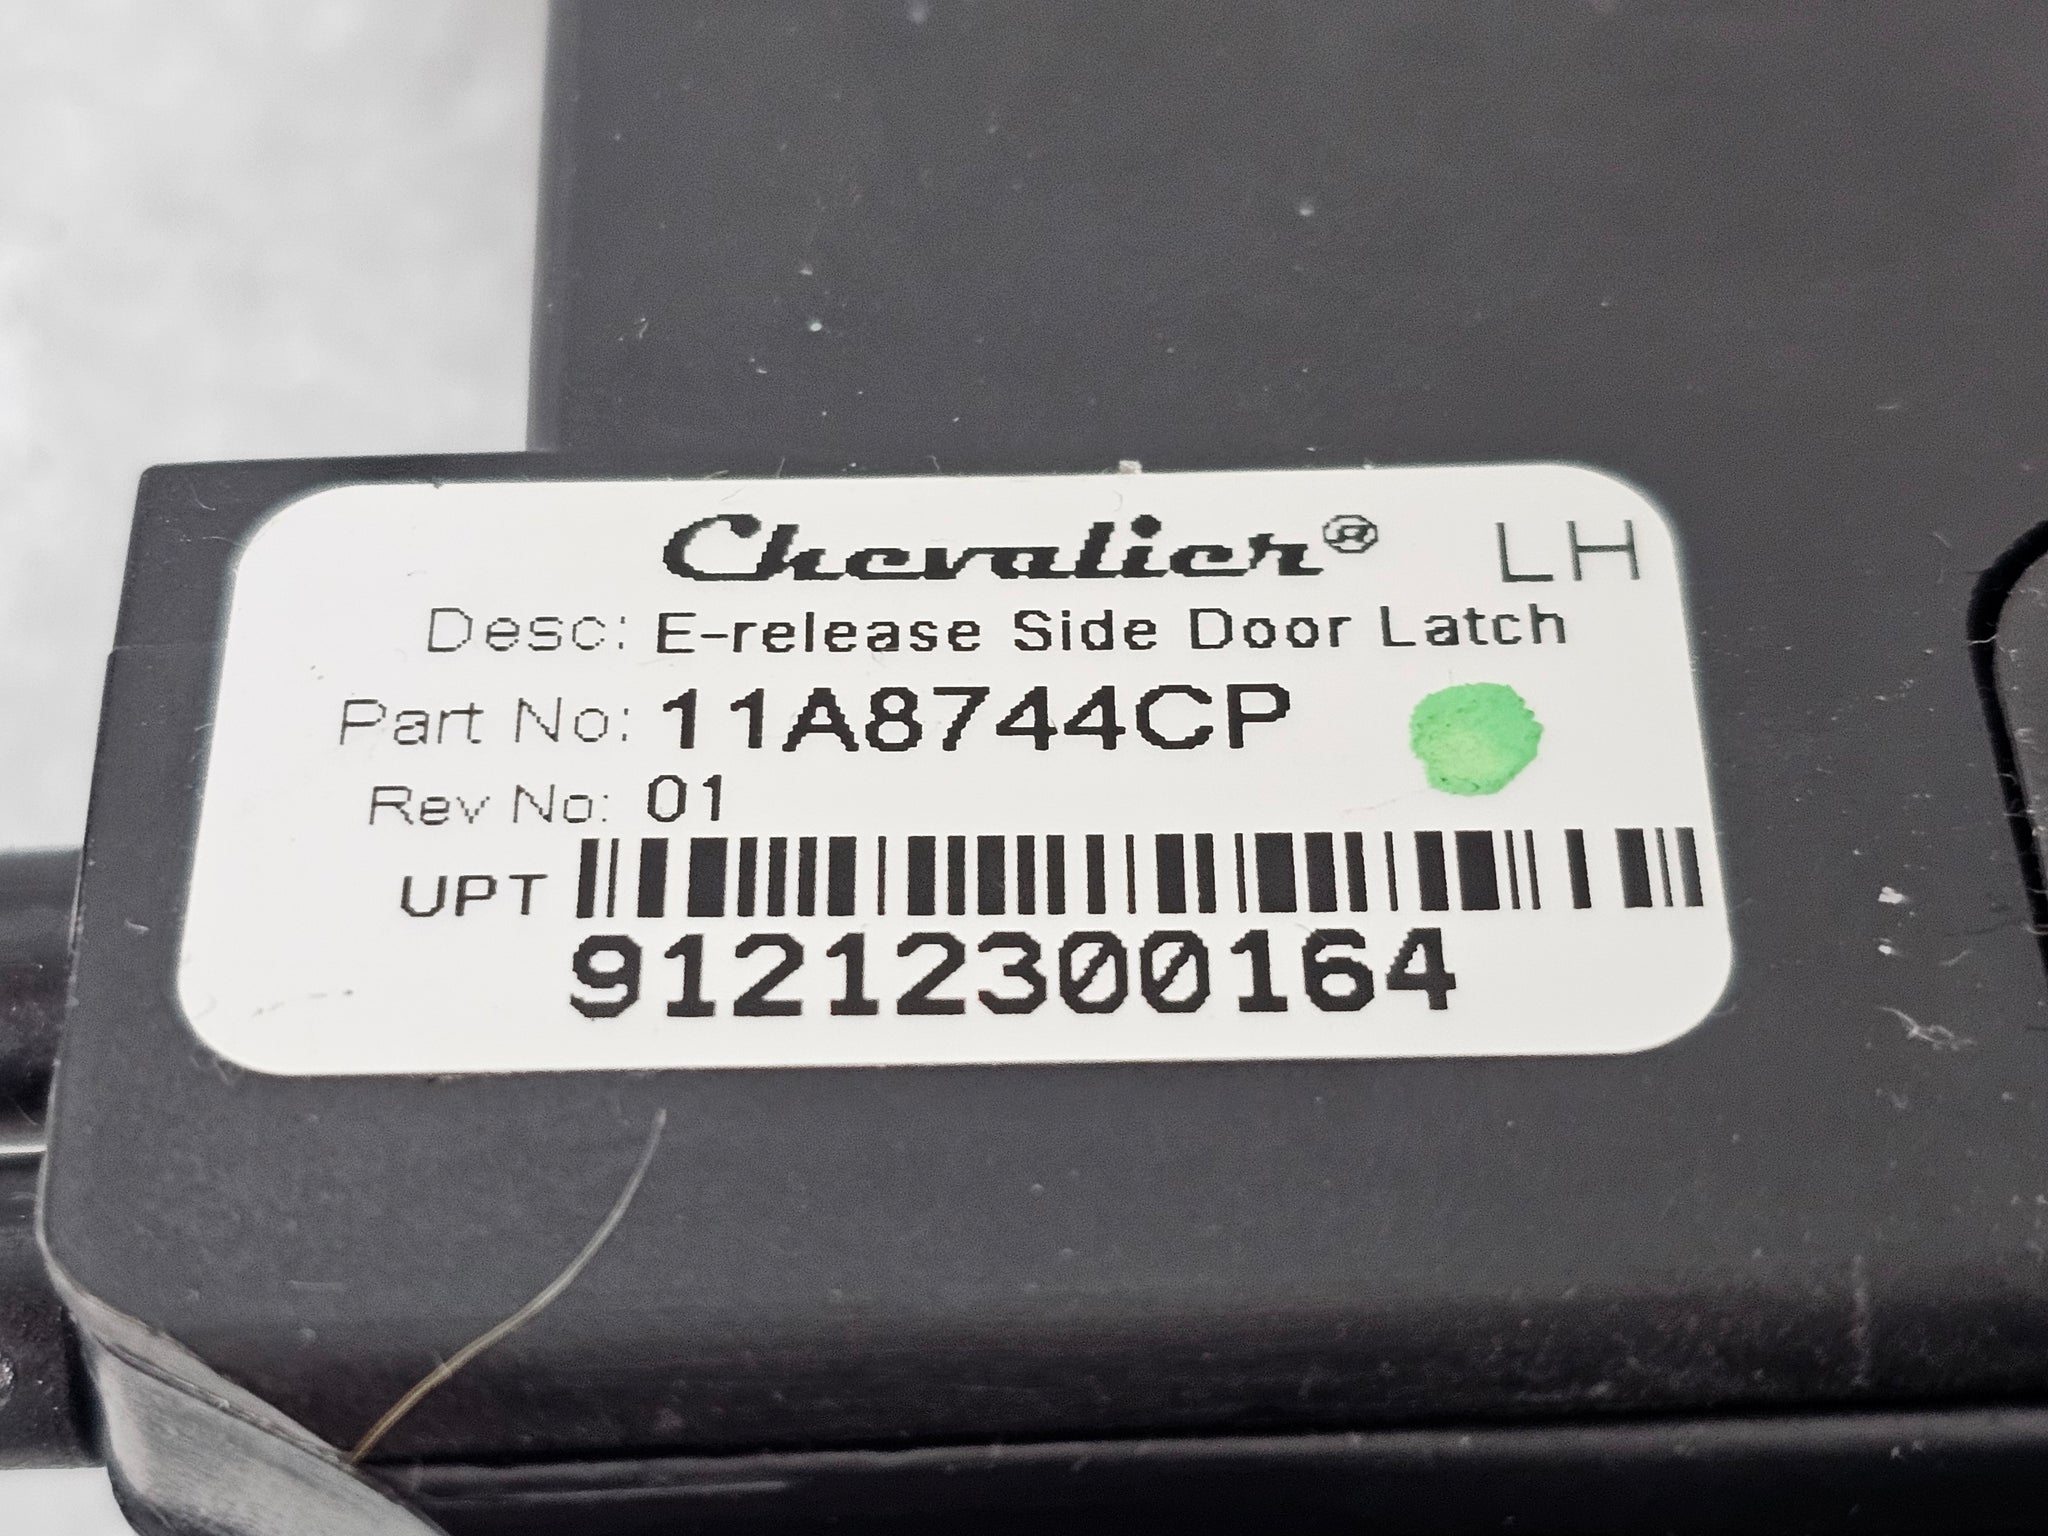 Chevalier® LH
Desc: E-release Side Door Latch
Part No: 11A8744CP
Rev No: 01
UPT
91212300164